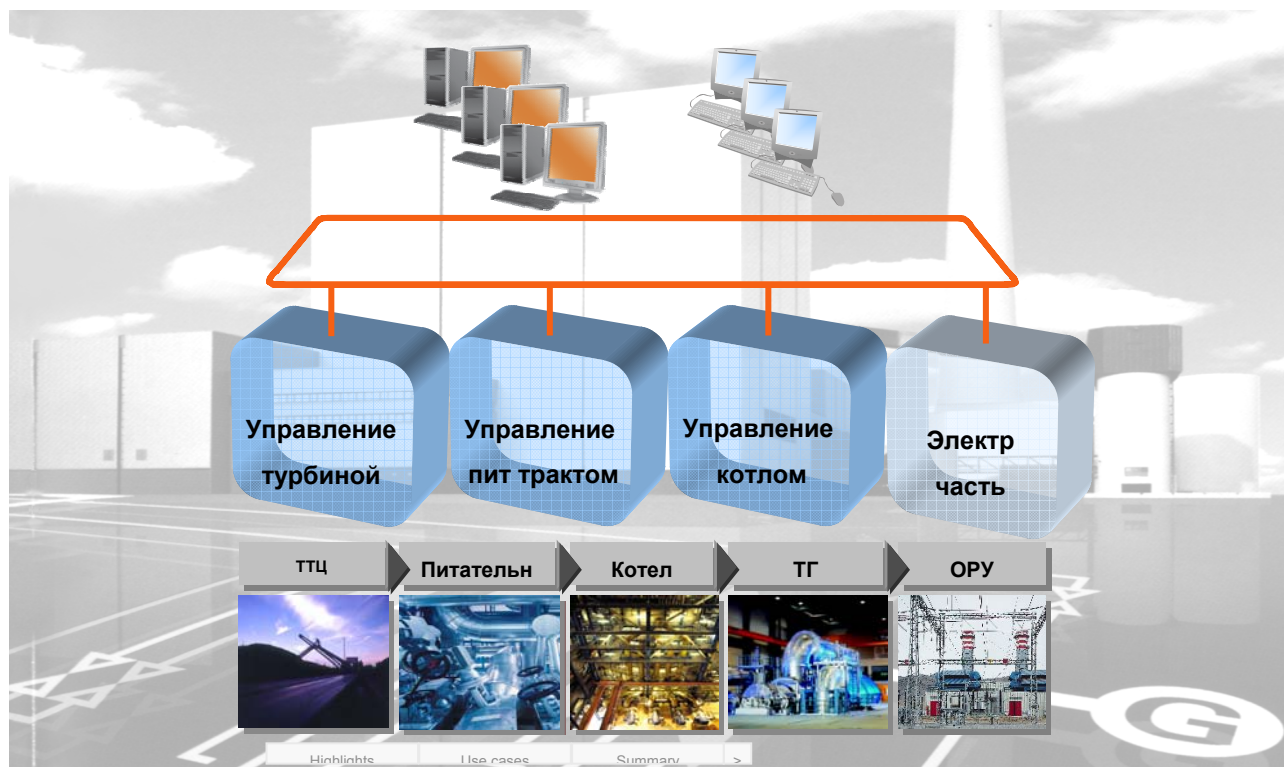 Управление
турбиной
Управление
пит трактом
Управление
котлом
Электр
часть
ТТЦ
Питательн
Котел
ТГ
ОРУ
G
Highlights
Use cases
Summary
>